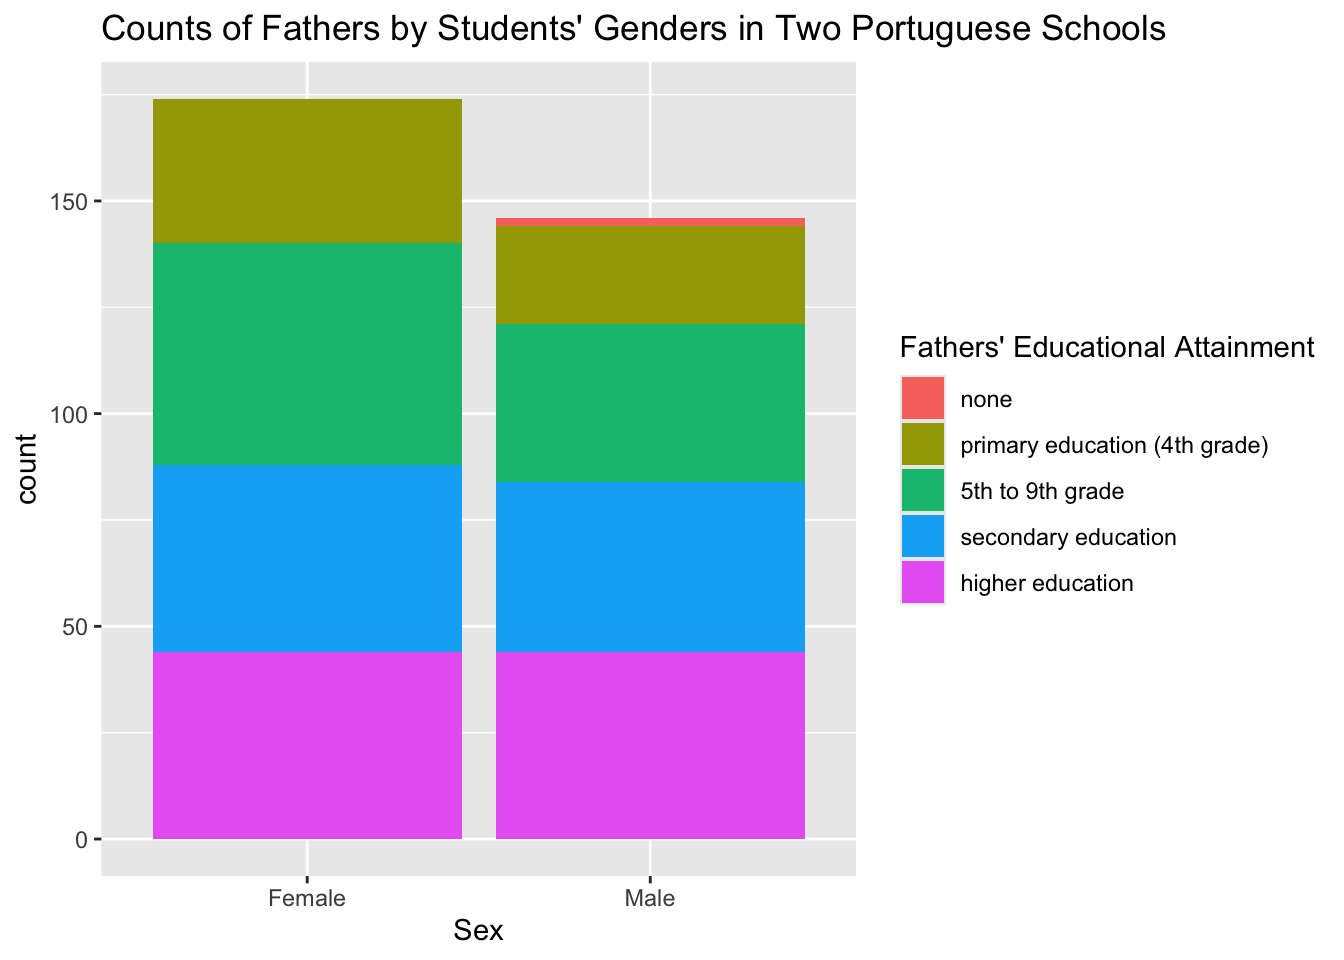 Counts of Fathers by Students' Genders in Two Portuguese Schools
150
100
50
0
count
Female
Male
Sex
Fathers' Educational Attainment
none
primary education (4th grade)
5th to 9th grade
secondary education
higher education